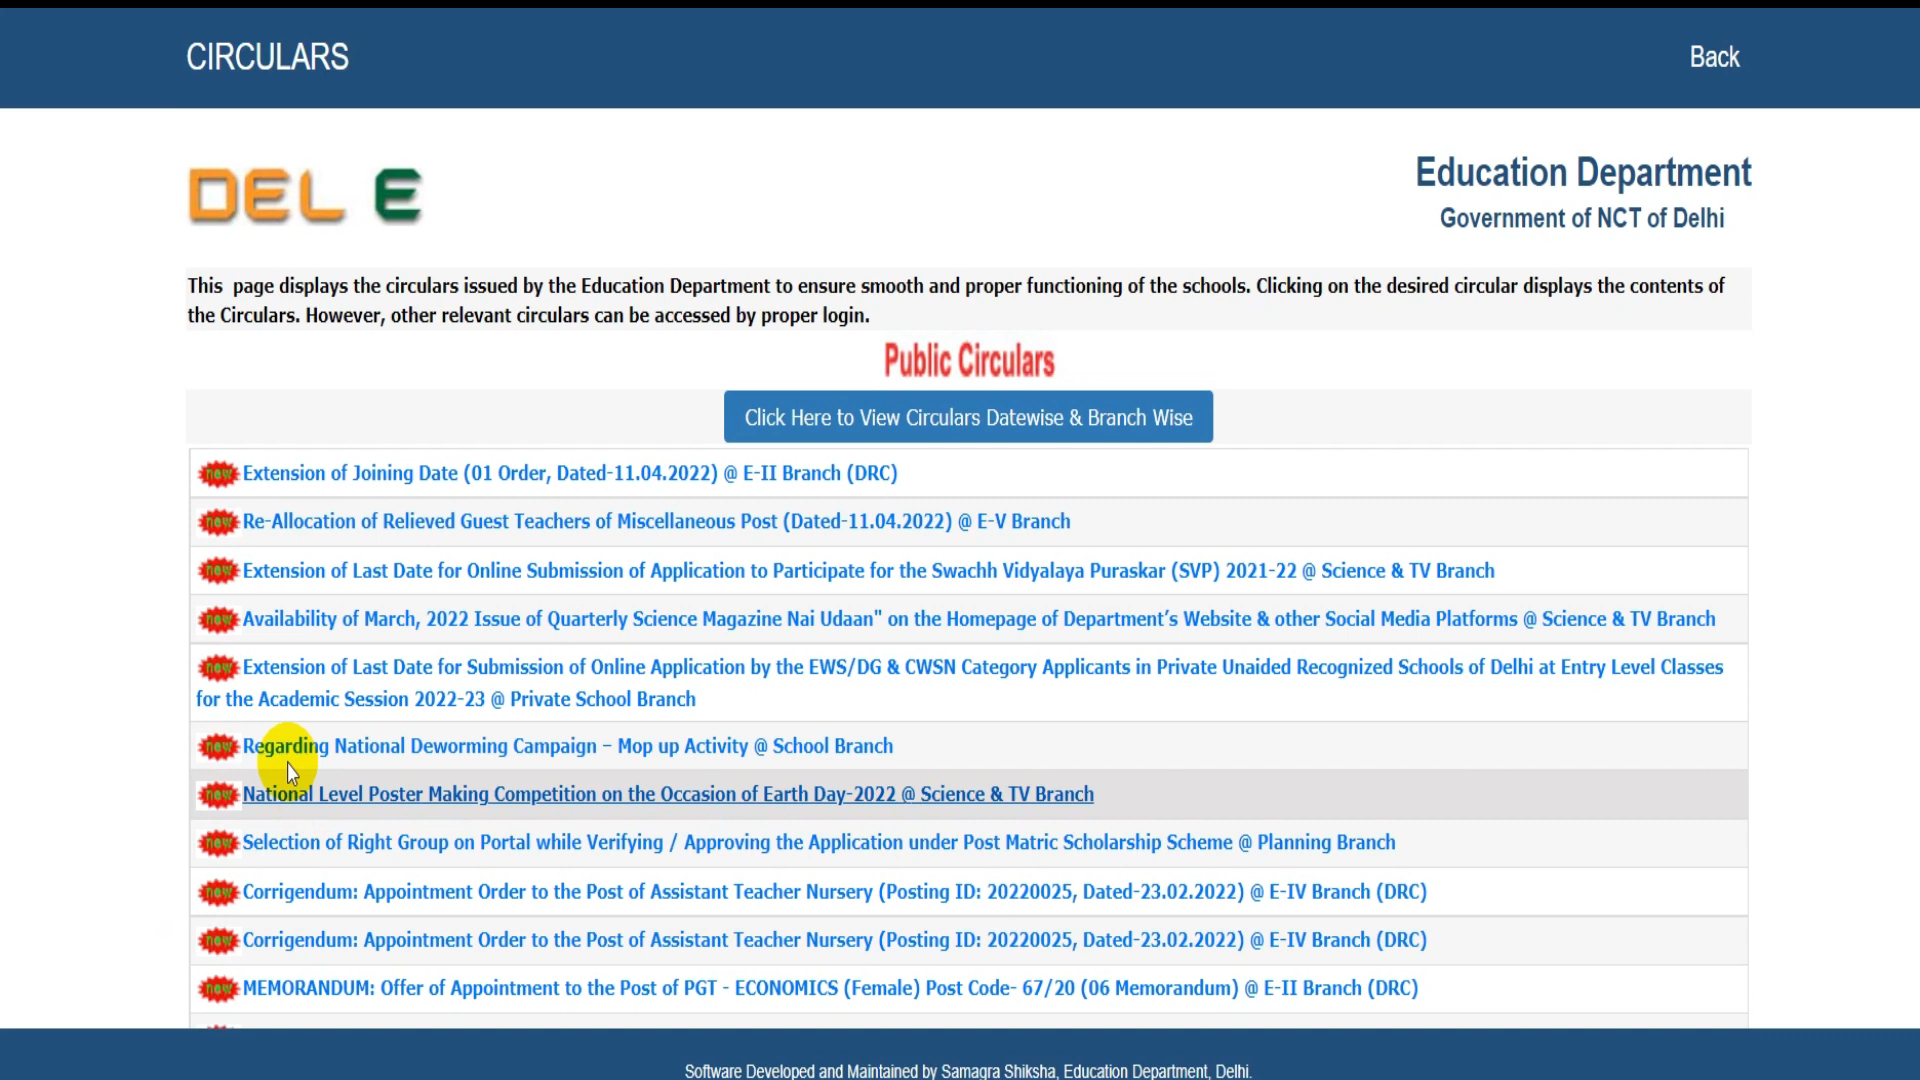 CIRCULARS
Back
DEL E
Education Department
Government of NCT of Delhi
This page displays the circulars issued by the Education Department to ensure smooth and proper functioning of the schools. Clicking on the desired circular displays the contents of
the Circulars. However, other relevant circulars can be accessed by proper login.
Public Circulars
Click Here to View Circulars Datewise & Branch Wise
new Extension of Joining Date (01 Order, Dated-11.04.2022) @ E-II Branch (DRC)
new Re-Allocation of Relieved Guest Teachers of Miscellaneous Post (Dated-11.04.2022) @ E-V Branch
new Extension of Last Date for Online Submission of Application to Participate for the Swachh Vidyalaya Puraskar (SVP) 2021-22 @ Science & TV Branch
new Availability of March, 2022 Issue of Quarterly Science Magazine Nai Udaan" on the Homepage of Department’s Website & other Social Media Platforms @ Science & TV Branch
new Extension of Last Date for Submission of Online Application by the EWS/DG & CWSN Category Applicants in Private Unaided Recognized Schools of Delhi at Entry Level Classes
for the Academic Session 2022-23 @ Private School Branch
new Regarding National Deworming Campaign – Mop up Activity @ School Branch
new National Level Poster Making Competition on the Occasion of Earth Day-2022 @ Science & TV Branch
new Selection of Right Group on Portal while Verifying / Approving the Application under Post Matric Scholarship Scheme @ Planning Branch
new Corrigendum: Appointment Order to the Post of Assistant Teacher Nursery (Posting ID: 20220025, Dated-23.02.2022) @ E-IV Branch (DRC)
new Corrigendum: Appointment Order to the Post of Assistant Teacher Nursery (Posting ID: 20220025, Dated-23.02.2022) @ E-IV Branch (DRC)
new MEMORANDUM: Offer of Appointment to the Post of PGT - ECONOMICS (Female) Post Code- 67/20 (06 Memorandum) @ E-II Branch (DRC)
Software Developed and Maintained by Samagra Shiksha, Education Department, Delhi.